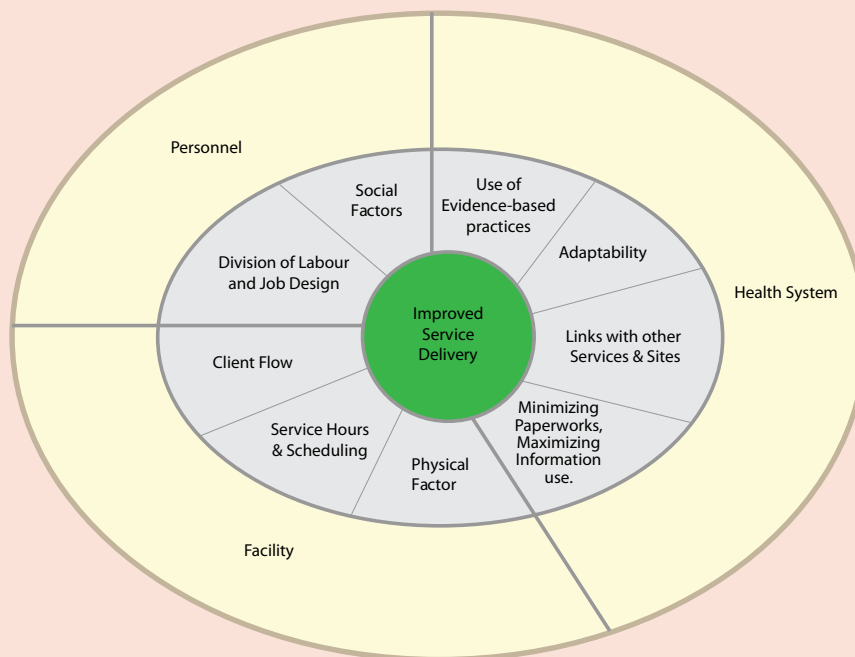 Personnel
Social
Factors
Use of
Evidence-based
practices
Adaptability
Division of Labour
and Job Design
Health System
Improved
Service
Delivery
Links with other
Services & Sites
Client Flow
Minimizing
Paperworks,
Maximizing
Information
use.
Service Hours
& Scheduling
Physical
Factor
Facility